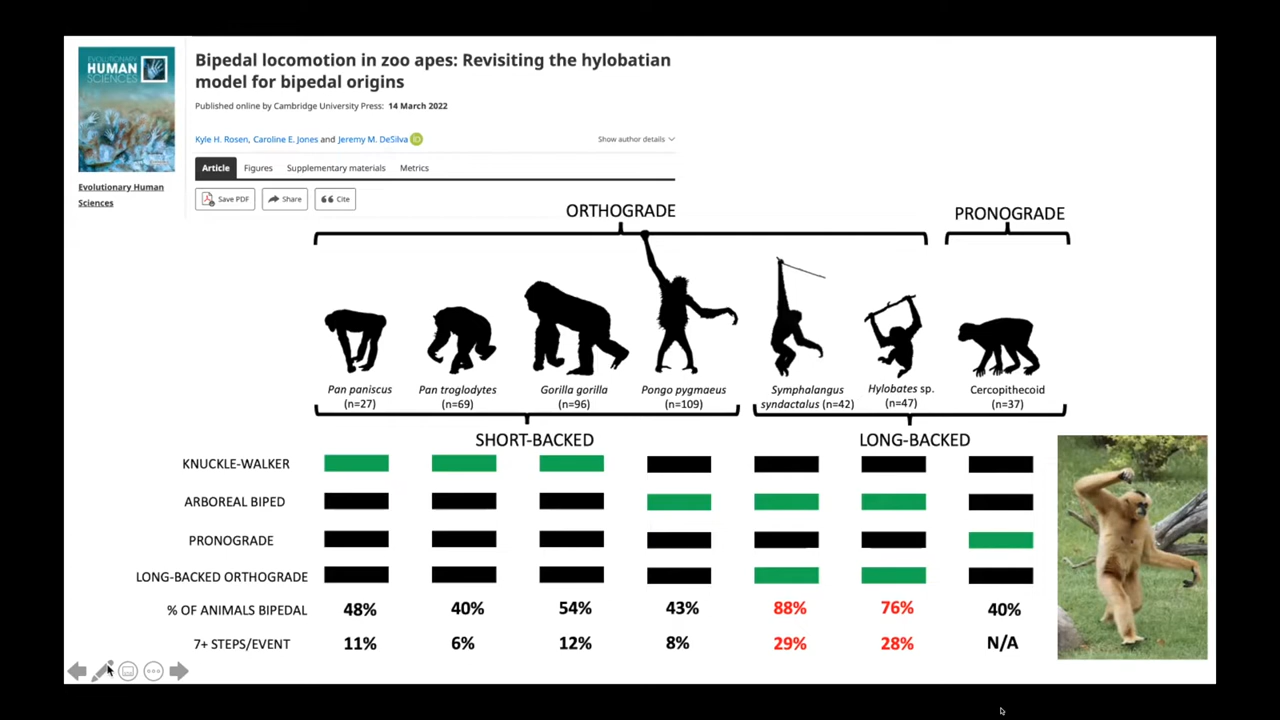 EVOLUTIONARY
HUMAN
SCIENCES
Evolutionary Human
Sciences
Bipedal locomotion in zoo apes: Revisiting the hylobatian
model for bipedal origins
Published online by Cambridge University Press: 14 March 2022
Kyle H. Rosen, Caroline E. Jones and Jeremy M. DeSilva iD
Show author details
Article Figures Supplementary materials Metrics
Save PDF Share Cite
ORTHOGRADE PRONOGRADE
Pan paniscus Pan troglodytes Gorilla gorilla Pongo pygmaeus Symphalangus Hylobates sp. Cercopithecoid
(n=27) (n=69) (n=96) (n=109) syndactalus (n=42) (n=47) (n=37)
SHORT-BACKED LONG-BACKED
KNUCKLE-WALKER
ARBOREAL BIPED
PRONOGRADE
LONG-BACKED ORTHOGRADE
% OF ANIMALS BIPEDAL 48% 40% 54% 43% 88% 76% 40%
7+ STEPS/EVENT 11% 6% 12% 8% 29% 28% N/A